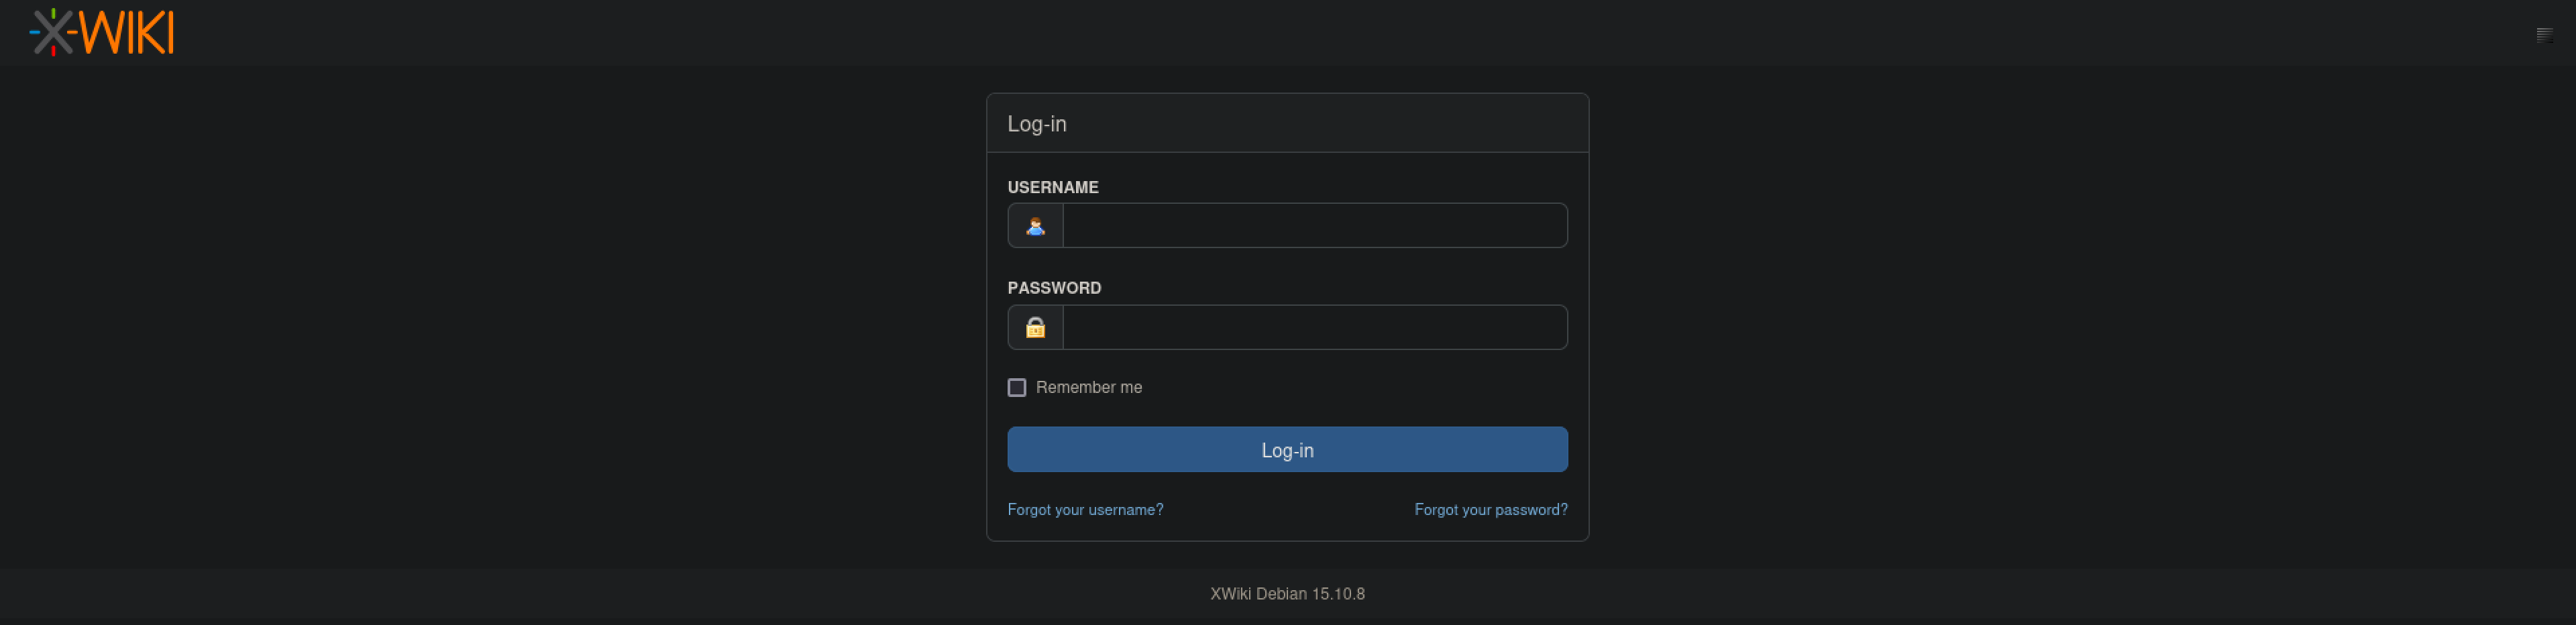 XWIKI
Log-in
USERNAME
PASSWORD
Remember me
Log-in
Forgot your username? Forgot your password?
XWiki Debian 15.10.8